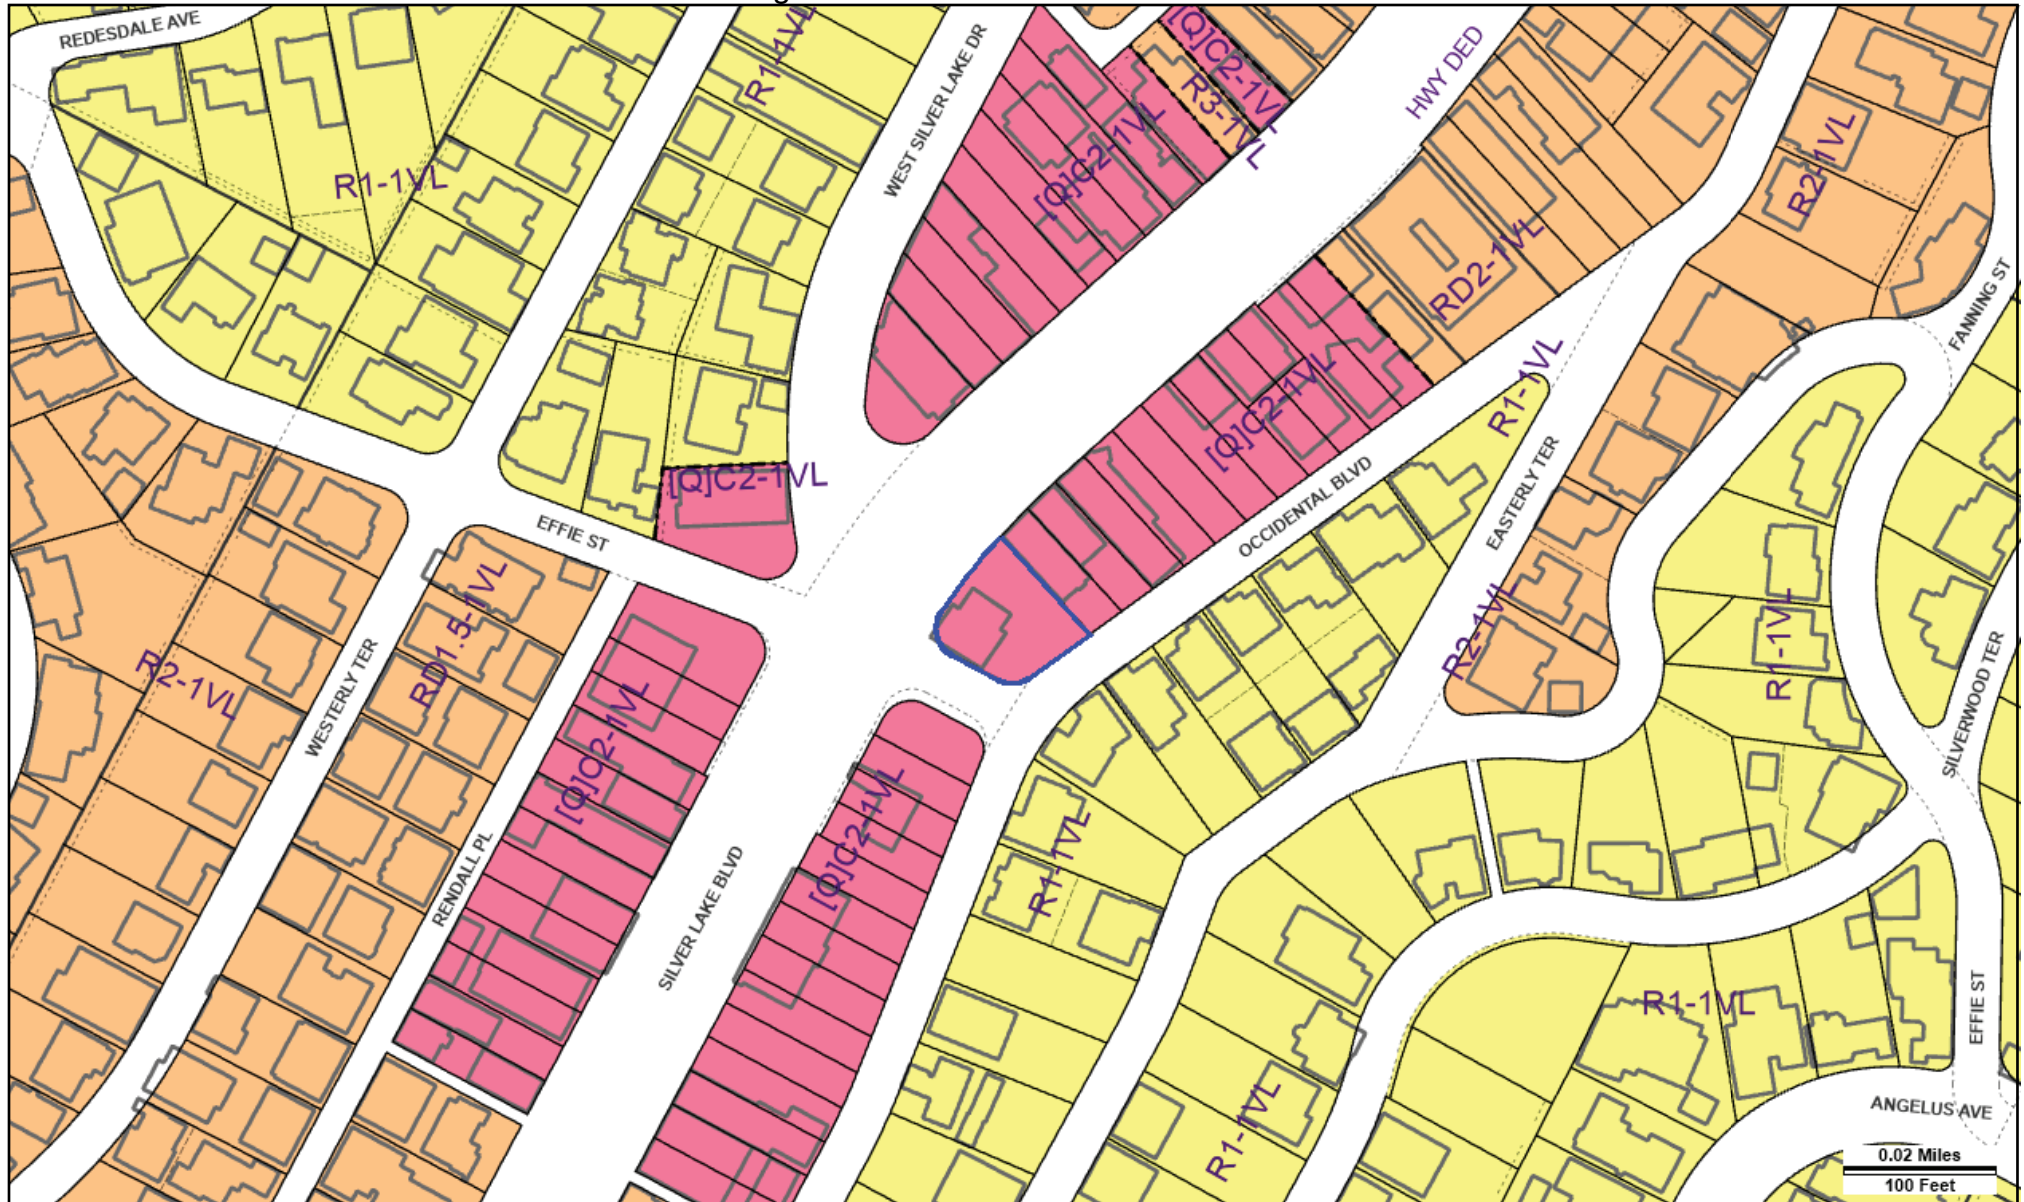 REDESDALE AVE
R1-1VL
WEST SILVER LAKE DR
[Q]C2-1VL
R3-1VL
[Q]C2-1VL
HWY DED
R2-1VL
R1-1VL
RD2-1VL
FANNING ST
R1-1VL
[Q]C2-1VL
[Q]C2-1VL
OCCIDENTAL BLVD
EASTERLY TER
EFFIE ST
RD1.5-1VL
R2-1VL
R1-1VL
R2-1VL
WESTERLY TER
[Q]C2-1VL
SILVERWOOD TER
[Q]C2-1VL
R1-1VL
RENDALL PL
SILVER LAKE BLVD
R1-1VL
EFFIE ST
R1-1VL
ANGELUS AVE
0.02 Miles
100 Feet